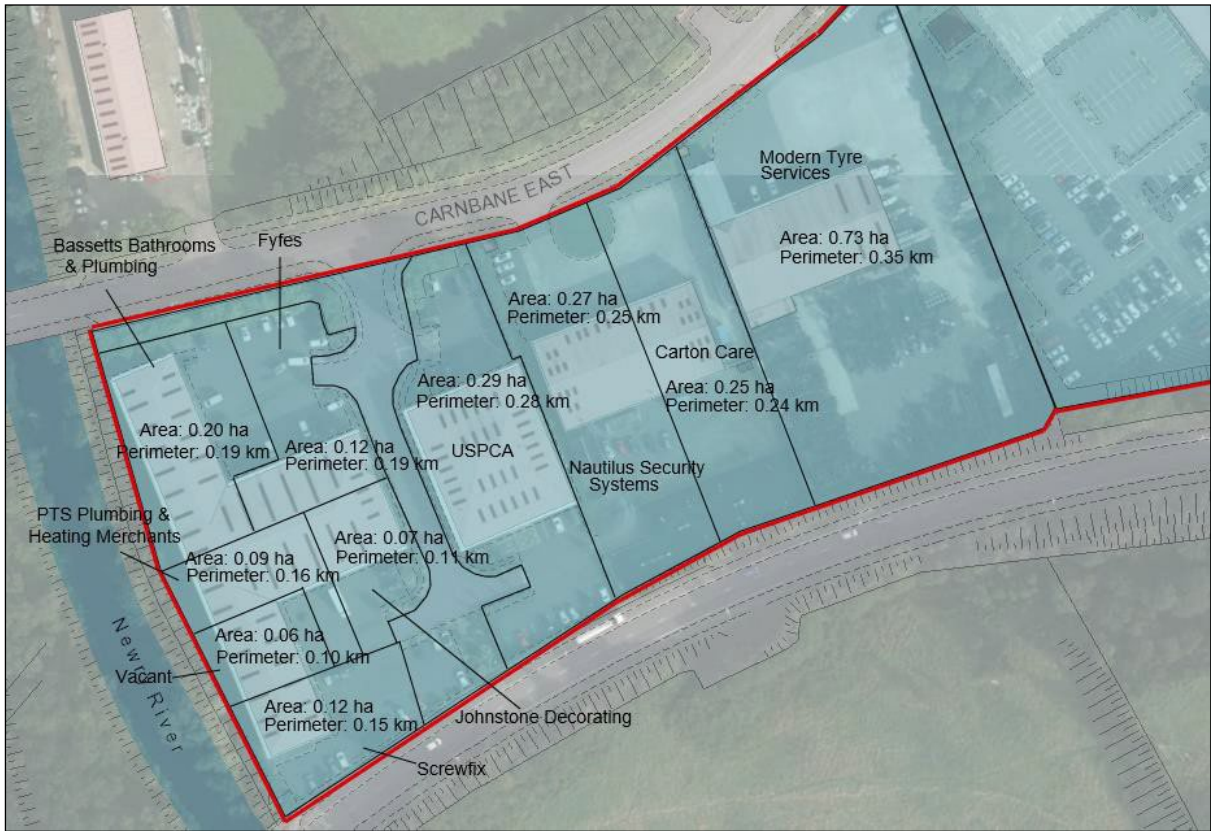 CARNBANE EAST
Modern Tyre
Services
Bassetts Bathrooms
& Plumbing
Fyfes
Area: 0.73 ha
Perimeter: 0.35 km
Area: 0.27 ha
Perimeter: 0.25 km
Carton Care
Area: 0.25 ha
Perimeter: 0.24 km
Area: 0.29 ha
Perimeter: 0.28 km
Area: 0.20 ha
Perimeter: 0.19 km
Area: 0.12 ha
Perimeter: 0.19 km
USPCA
Nautilus Security
Systems
PTS Plumbing &
Heating Merchants
Area: 0.07 ha
Perimeter: 0.11 km
Area: 0.09 ha
Perimeter: 0.16 km
Area: 0.06 ha
Perimeter: 0.10 km
Vacant
Newry River
Area: 0.12 ha
Perimeter: 0.15 km
Johnstone Decorating
Screwfix